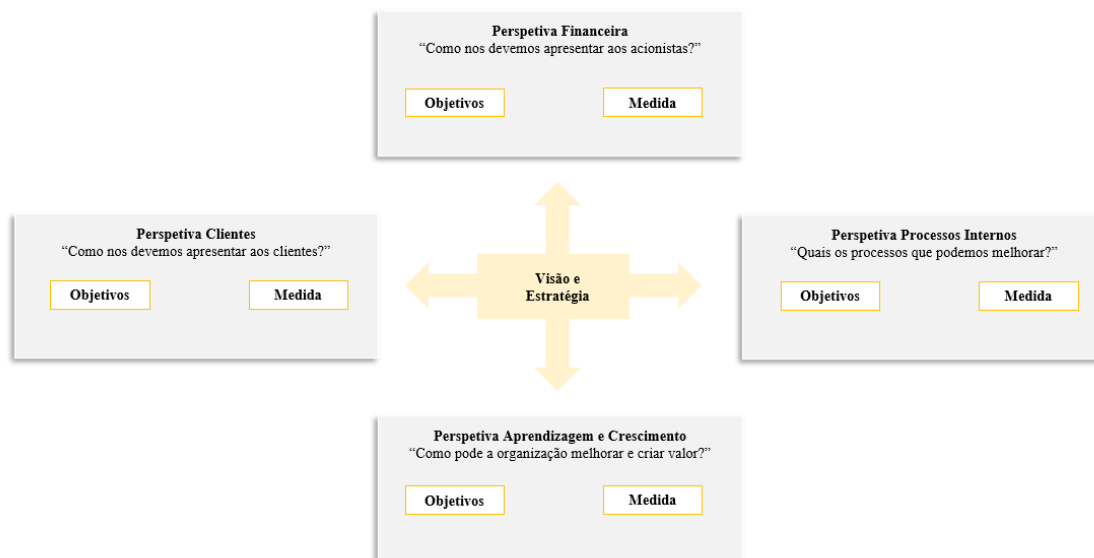 Perspetiva Financeira
“Como nos devemos apresentar aos acionistas?”
Objetivos
Medida
Perspetiva Clientes
“Como nos devemos apresentar aos clientes?”
Objetivos
Medida
Visão e
Estratégia
Perspetiva Processos Internos
“Quais os processos que podemos melhorar?”
Objetivos
Medida
Perspetiva Aprendizagem e Crescimento
“Como pode a organização melhorar e criar valor?”
Objetivos
Medida